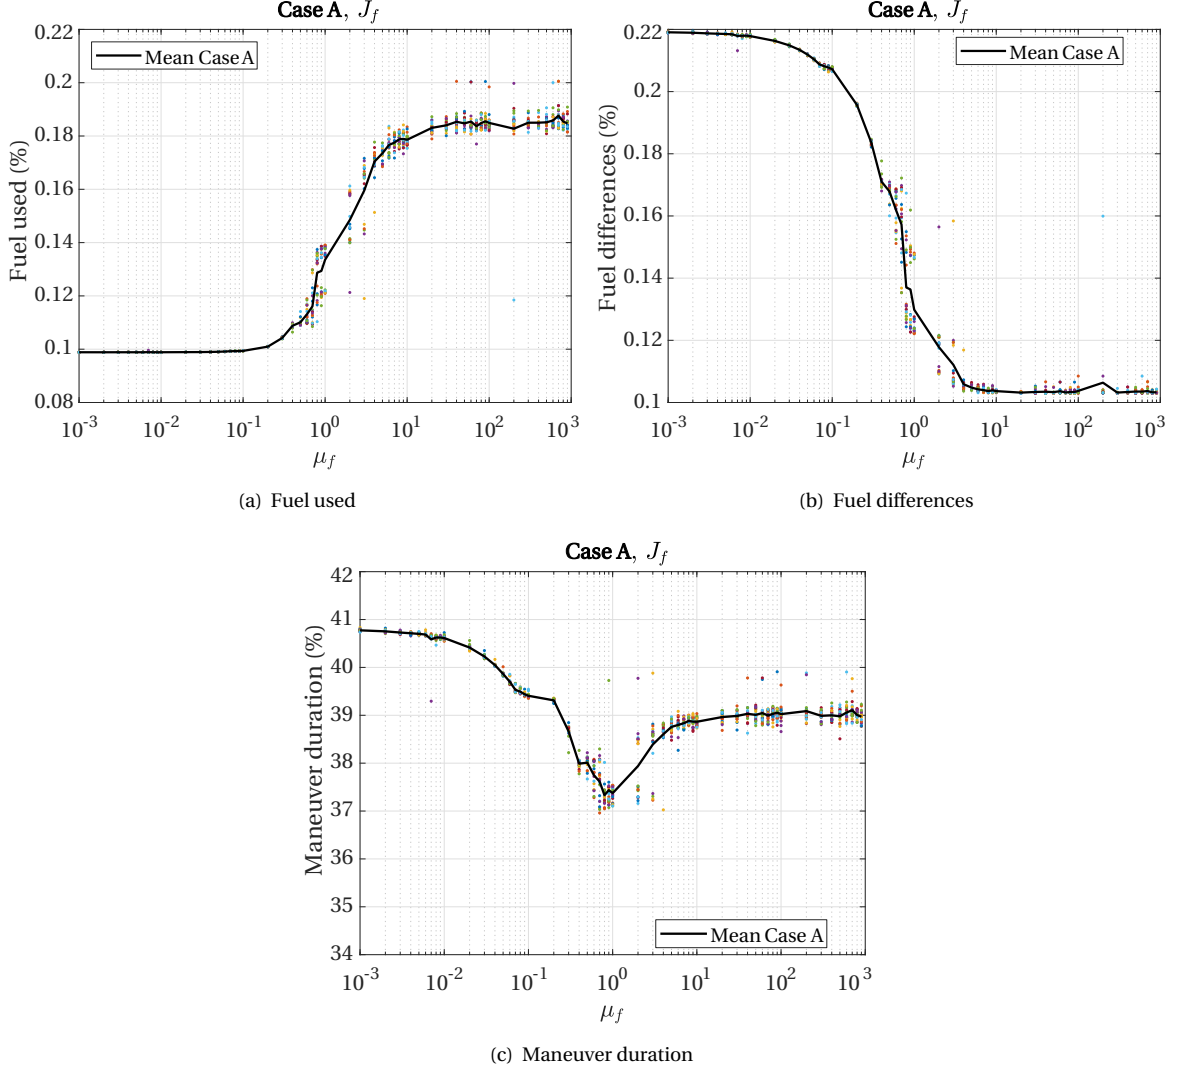 Case A, J_f
0.22
0.2
0.18
0.16
0.14
0.12
0.1
0.08
Fuel used (%)
Mean Case A
10^-3 10^-2 10^-1 10^0 10^1 10^2 10^3
μ_f
(a) Fuel used
Case A, J_f
0.22
0.2
0.18
0.16
0.14
0.12
0.1
Fuel differences (%)
Mean Case A
10^-3 10^-2 10^-1 10^0 10^1 10^2 10^3
μ_f
(b) Fuel differences
Case A, J_f
42
41
40
39
38
37
36
35
34
Maneuver duration (%)
Mean Case A
10^-3 10^-2 10^-1 10^0 10^1 10^2 10^3
μ_f
(c) Maneuver duration